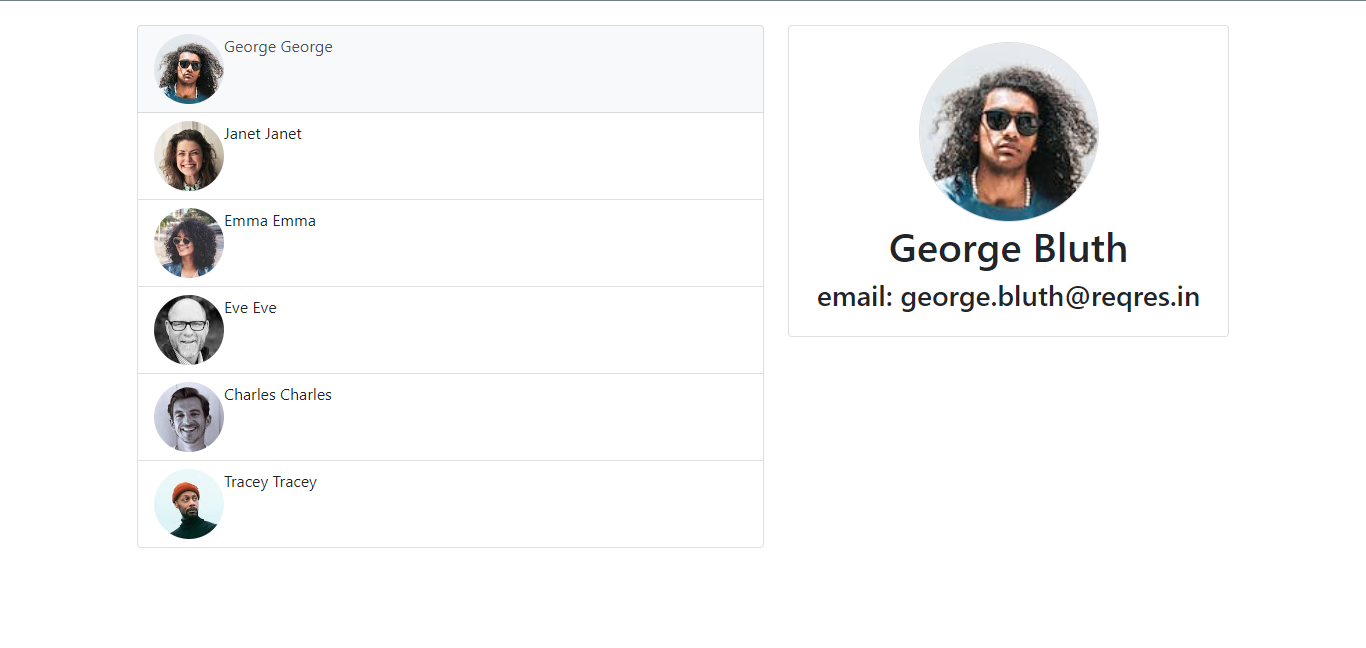 George George
Janet Janet
Emma Emma
Eve Eve
Charles Charles
Tracey Tracey
George Bluth
email: george.bluth@reqres.in